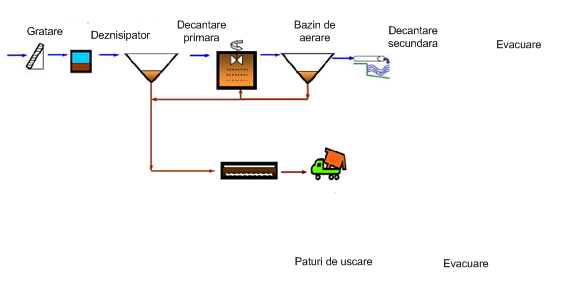 Gratare
Deznisipator
Decantare
primara
Bazin de
aerare
Decantare
secundara
Evacuare
Paturi de uscare
Evacuare